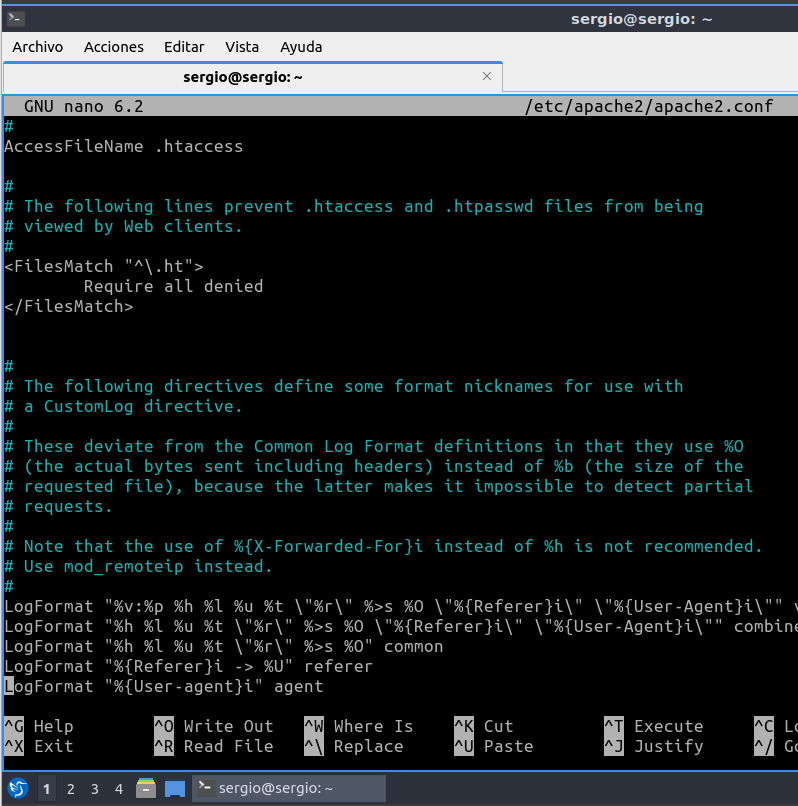 sergio@sergio: ~
Archivo Acciones Editar Vista Ayuda
sergio@sergio: ~
GNU nano 6.2 /etc/apache2/apache2.conf
#
AccessFileName .htaccess
#
# The following lines prevent .htaccess and .htpasswd files from being
# viewed by Web clients.
#
<FilesMatch "^\.ht">
Require all denied
</FilesMatch>
#
# The following directives define some format nicknames for use with
# a CustomLog directive.
#
# These deviate from the Common Log Format definitions in that they use %O
# (the actual bytes sent including headers) instead of %b (the size of the
# requested file), because the latter makes it impossible to detect partial
# requests.
#
# Note that the use of %{X-Forwarded-For}i instead of %h is not recommended.
# Use mod_remoteip instead.
#
LogFormat "%v:%p %h %l %u %t \"%r\" %>s %O \"%{Referer}i\" \"%{User-Agent}i\"" v
LogFormat "%h %l %u %t \"%r\" %>s %O \"%{Referer}i\" \"%{User-Agent}i\"" combine
LogFormat "%h %l %u %t \"%r\" %>s %O" common
LogFormat "%{Referer}i -> %U" referer
LogFormat "%{User-agent}i" agent
^G Help ^O Write Out ^W Where Is ^K Cut ^T Execute ^C Lo
^X Exit ^R Read File ^\ Replace ^U Paste ^J Justify ^/ Go
1 2 3 4 sergio@sergio: ~